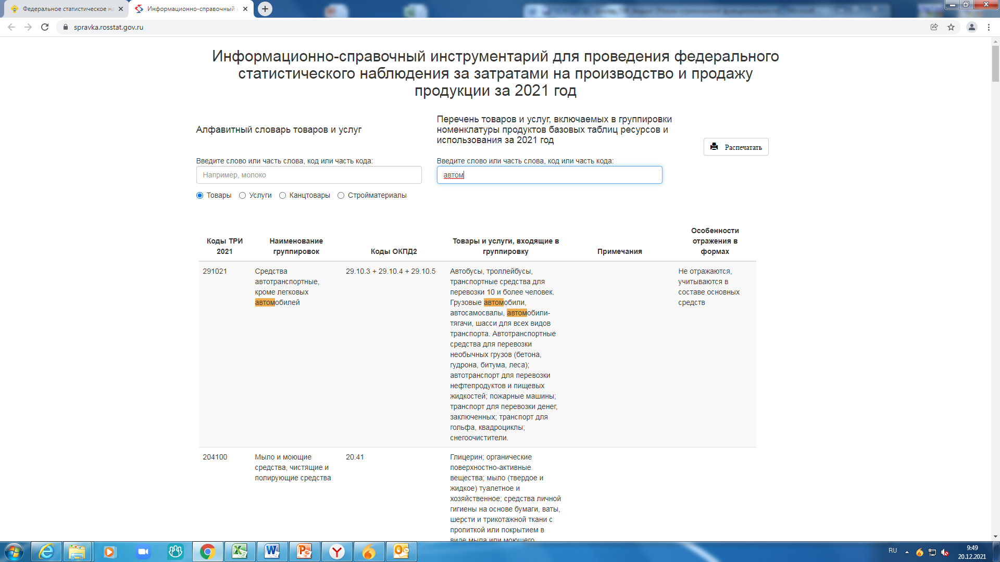 Федеральное статистическое на
Информационно-справочный и
spravka.rosstat.gov.ru
Информационно-справочный инструментарий для проведения федерального
статистического наблюдения за затратами на производство и продажу
продукции за 2021 год
Алфавитный словарь товаров и услуг
Перечень товаров и услуг, включаемых в группировки
номенклатуры продуктов базовых таблиц ресурсов и
использования за 2021 год
Распечатать
Введите слово или часть слова, код или часть кода:
Например, молоко
Введите слово или часть слова, код или часть кода:
автом
Товары Услуги Канцтовары Стройматериалы
Коды ТРИ
2021
Наименование
группировок
Коды ОКПД2
Товары и услуги, входящие в
группировку
Примечания
Особенности
отражения в
формах
291021
Средства
автотранспортные,
кроме легковых
автомобилей
29.10.3 + 29.10.4 + 29.10.5
Автобусы, троллейбусы,
транспортные средства для
перевозки 10 и более человек.
Грузовые автомобили,
автосамосвалы, автомобили-
тягачи, шасси для всех видов
транспорта. Автотранспортные
средства для перевозки
необычных грузов (бетона,
гудрона, битума, леса);
автотранспорт для перевозки
нефтепродуктов и пищевых
жидкостей; пожарные машины;
транспорт для перевозки денег,
заключенных; транспорт для
гольфа, квадроциклы;
снегоочистители.
Не отражаются,
учитываются в
составе основных
средств
204100
Мыло и моющие
средства, чистящие и
полирующие средства
20.41
Глицерин; органические
поверхностно-активные
вещества; мыло (твердое и
жидкое) туалетное и
хозяйственное; средства личной
гигиены на основе бумаги, ваты,
шерсти и трикотажной ткани с
пропиткой или покрытием в
виде мыла или моющего
RU
9:49
20.12.2021